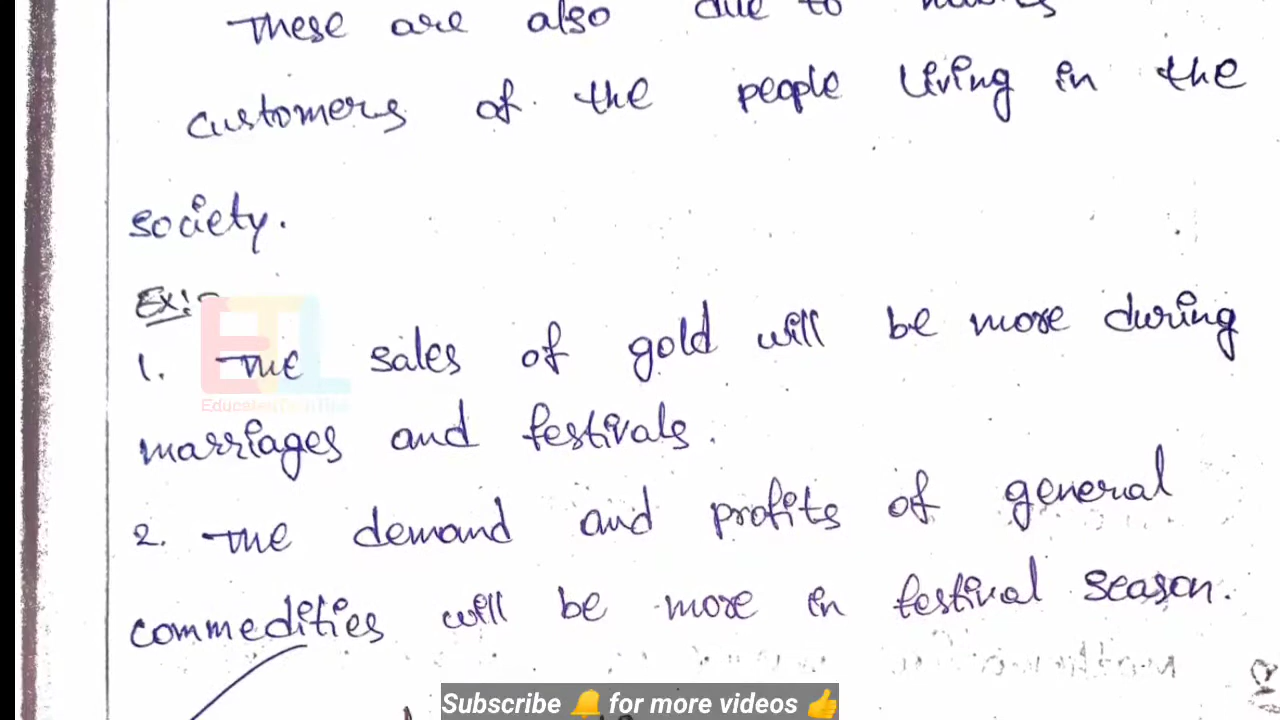 These are also due to habits
customers of the people living in the
society.
Ex:-
1. The sales of gold will be more during
marriages and festivals.
2. The demand and profits of general
commedities will be more in festival season.
Subscribe 🔔 for more videos 👍